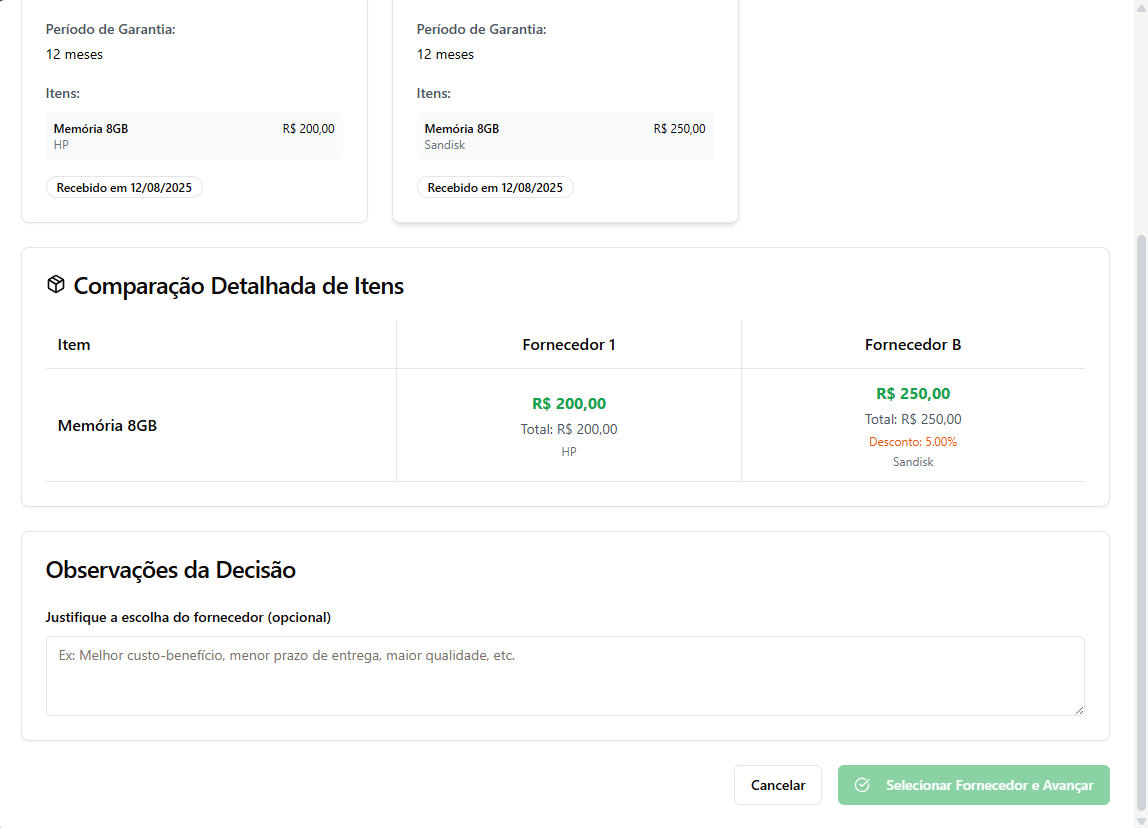 Período de Garantia:
12 meses
Itens:
Memória 8GB R$ 200,00
HP
Recebido em 12/08/2025
Período de Garantia:
12 meses
Itens:
Memória 8GB R$ 250,00
Sandisk
Recebido em 12/08/2025
Comparação Detalhada de Itens
Item Fornecedor 1 Fornecedor B
Memória 8GB
R$ 200,00
Total: R$ 200,00
HP
R$ 250,00
Total: R$ 250,00
Desconto: 5.00%
Sandisk
Observações da Decisão
Justifique a escolha do fornecedor (opcional)
Ex: Melhor custo-benefício, menor prazo de entrega, maior qualidade, etc.
Cancelar Selecionar Fornecedor e Avançar